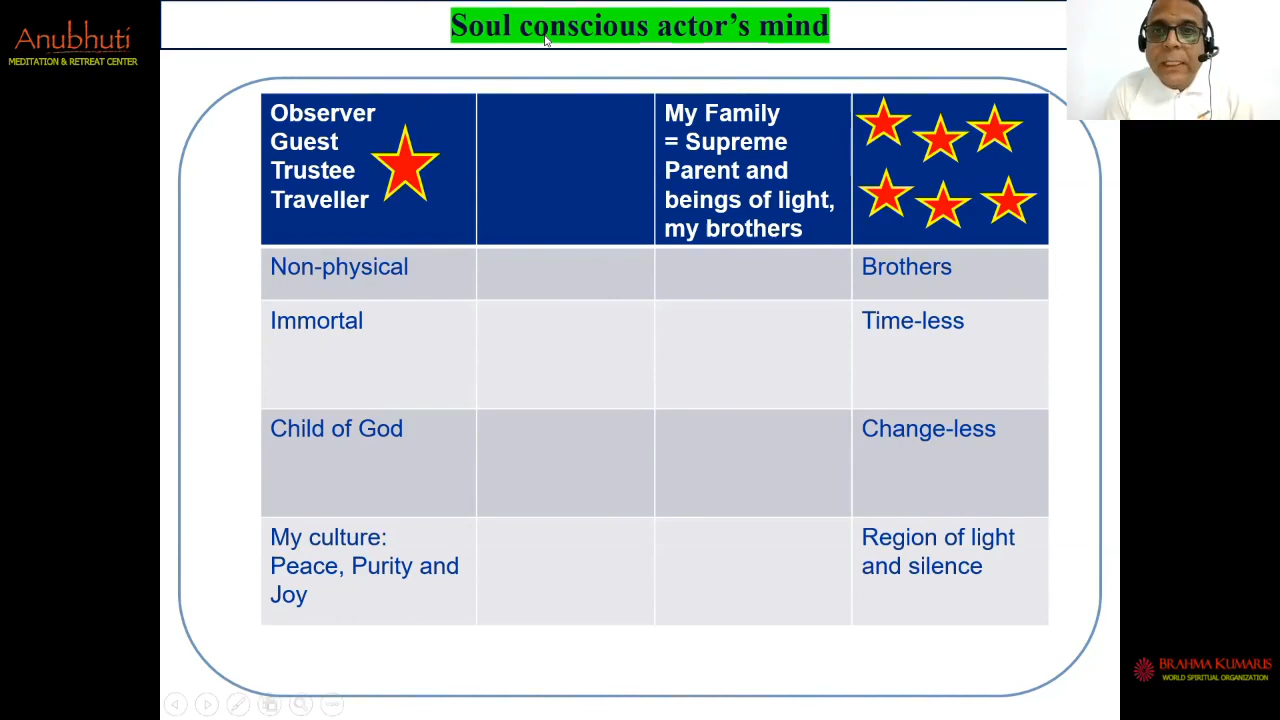 Soul conscious actor's mind
Anubhuti
MEDITATION & RETREAT CENTER
Observer
Guest
Trustee
Traveller
My Family
= Supreme
Parent and
beings of light,
my brothers
Non-physical
Brothers
Immortal
Time-less
Child of God
Change-less
My culture:
Peace, Purity and
Joy
Region of light
and silence
BRAHMA KUMARIS
WORLD SPIRITUAL ORGANIZATION